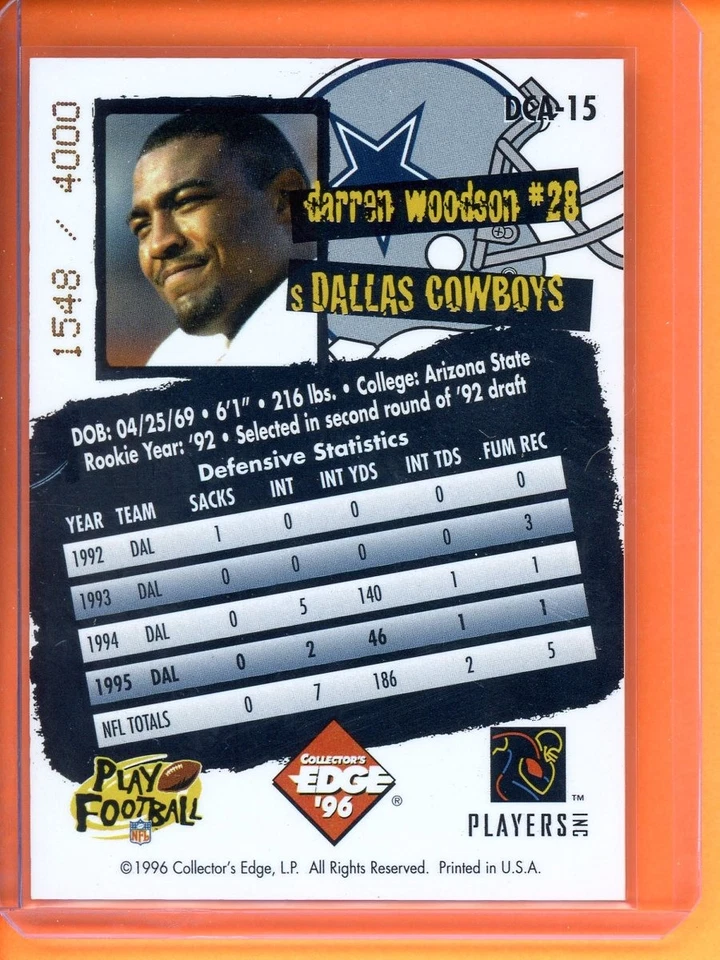 1548 / 4000
DCA-15
darren woodson #28
S DALLAS COWBOYS
DOB: 04/25/69 • 6'1" • 216 lbs. • College: Arizona State
Rookie Year: '92 • Selected in second round of '92 draft
Defensive Statistics
YEAR TEAM SACKS INT INT YDS INT TDS FUM REC
1992 DAL 1 0 0 0 0
1993 DAL 0 0 0 0 3
1994 DAL 0 5 140 1 1
1995 DAL 0 2 46 1 1
NFL TOTALS 0 7 186 2 5
PLAY
FOOTBALL
NFL
COLLECTOR'S
EDGE
'96
®
™
PLAYERS INC
©1996 Collector's Edge, L.P. All Rights Reserved. Printed in U.S.A.